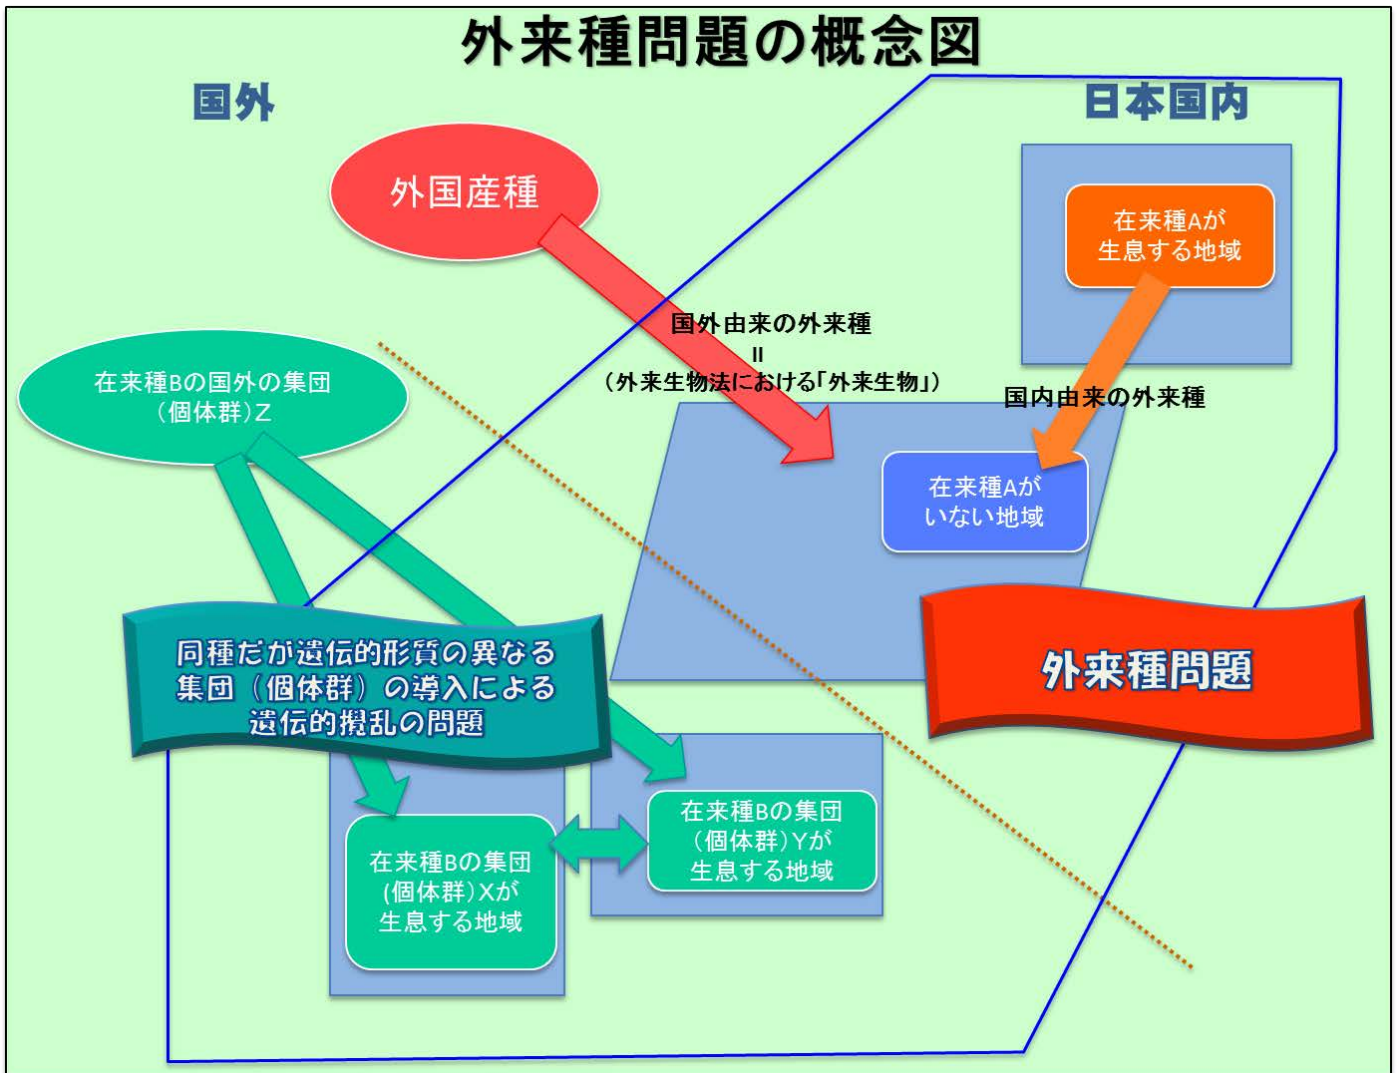 外来種問題の概念図
国外
日本国内
外国産種
在来種Aが
生息する地域
国外由来の外来種
॥
（外来生物法における「外来生物」）
国内由来の外来種
在来種Bの国外の集団
（個体群）Z
在来種Aが
いない地域
同種だが遺伝的形質の異なる
集団（個体群）の導入による
遺伝的攪乱の問題
外来種問題
在来種Bの集団
（個体群）Yが
生息する地域
在来種Bの集団
(個体群)Xが
生息する地域